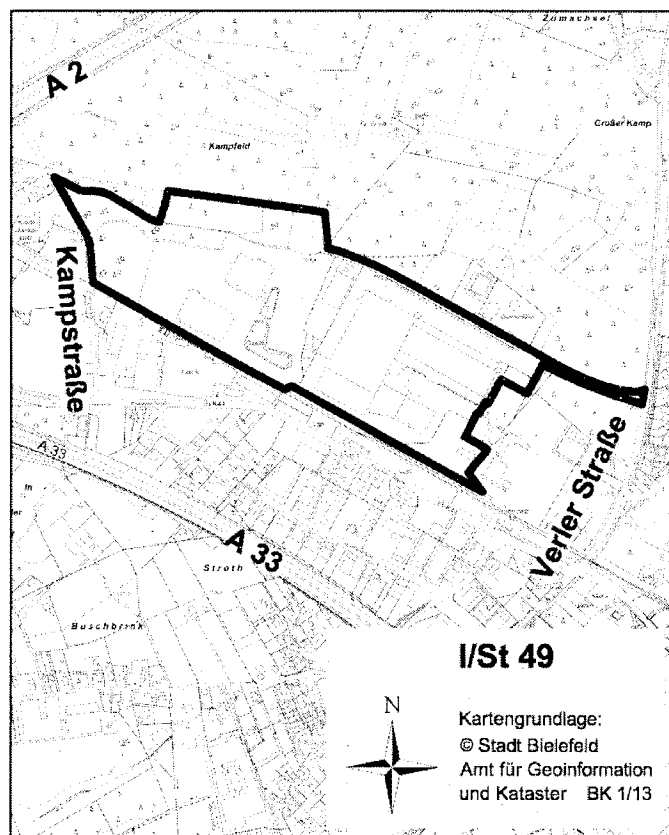 Zumachsel
A 2
Großer Kamp
Kampfeld
Kampstraße
A 33
Verler Straße
A 33
Stroth
Buschbrink
I/St 49
N
Kartengrundlage:
© Stadt Bielefeld
Amt für Geoinformation
und Kataster BK 1/13